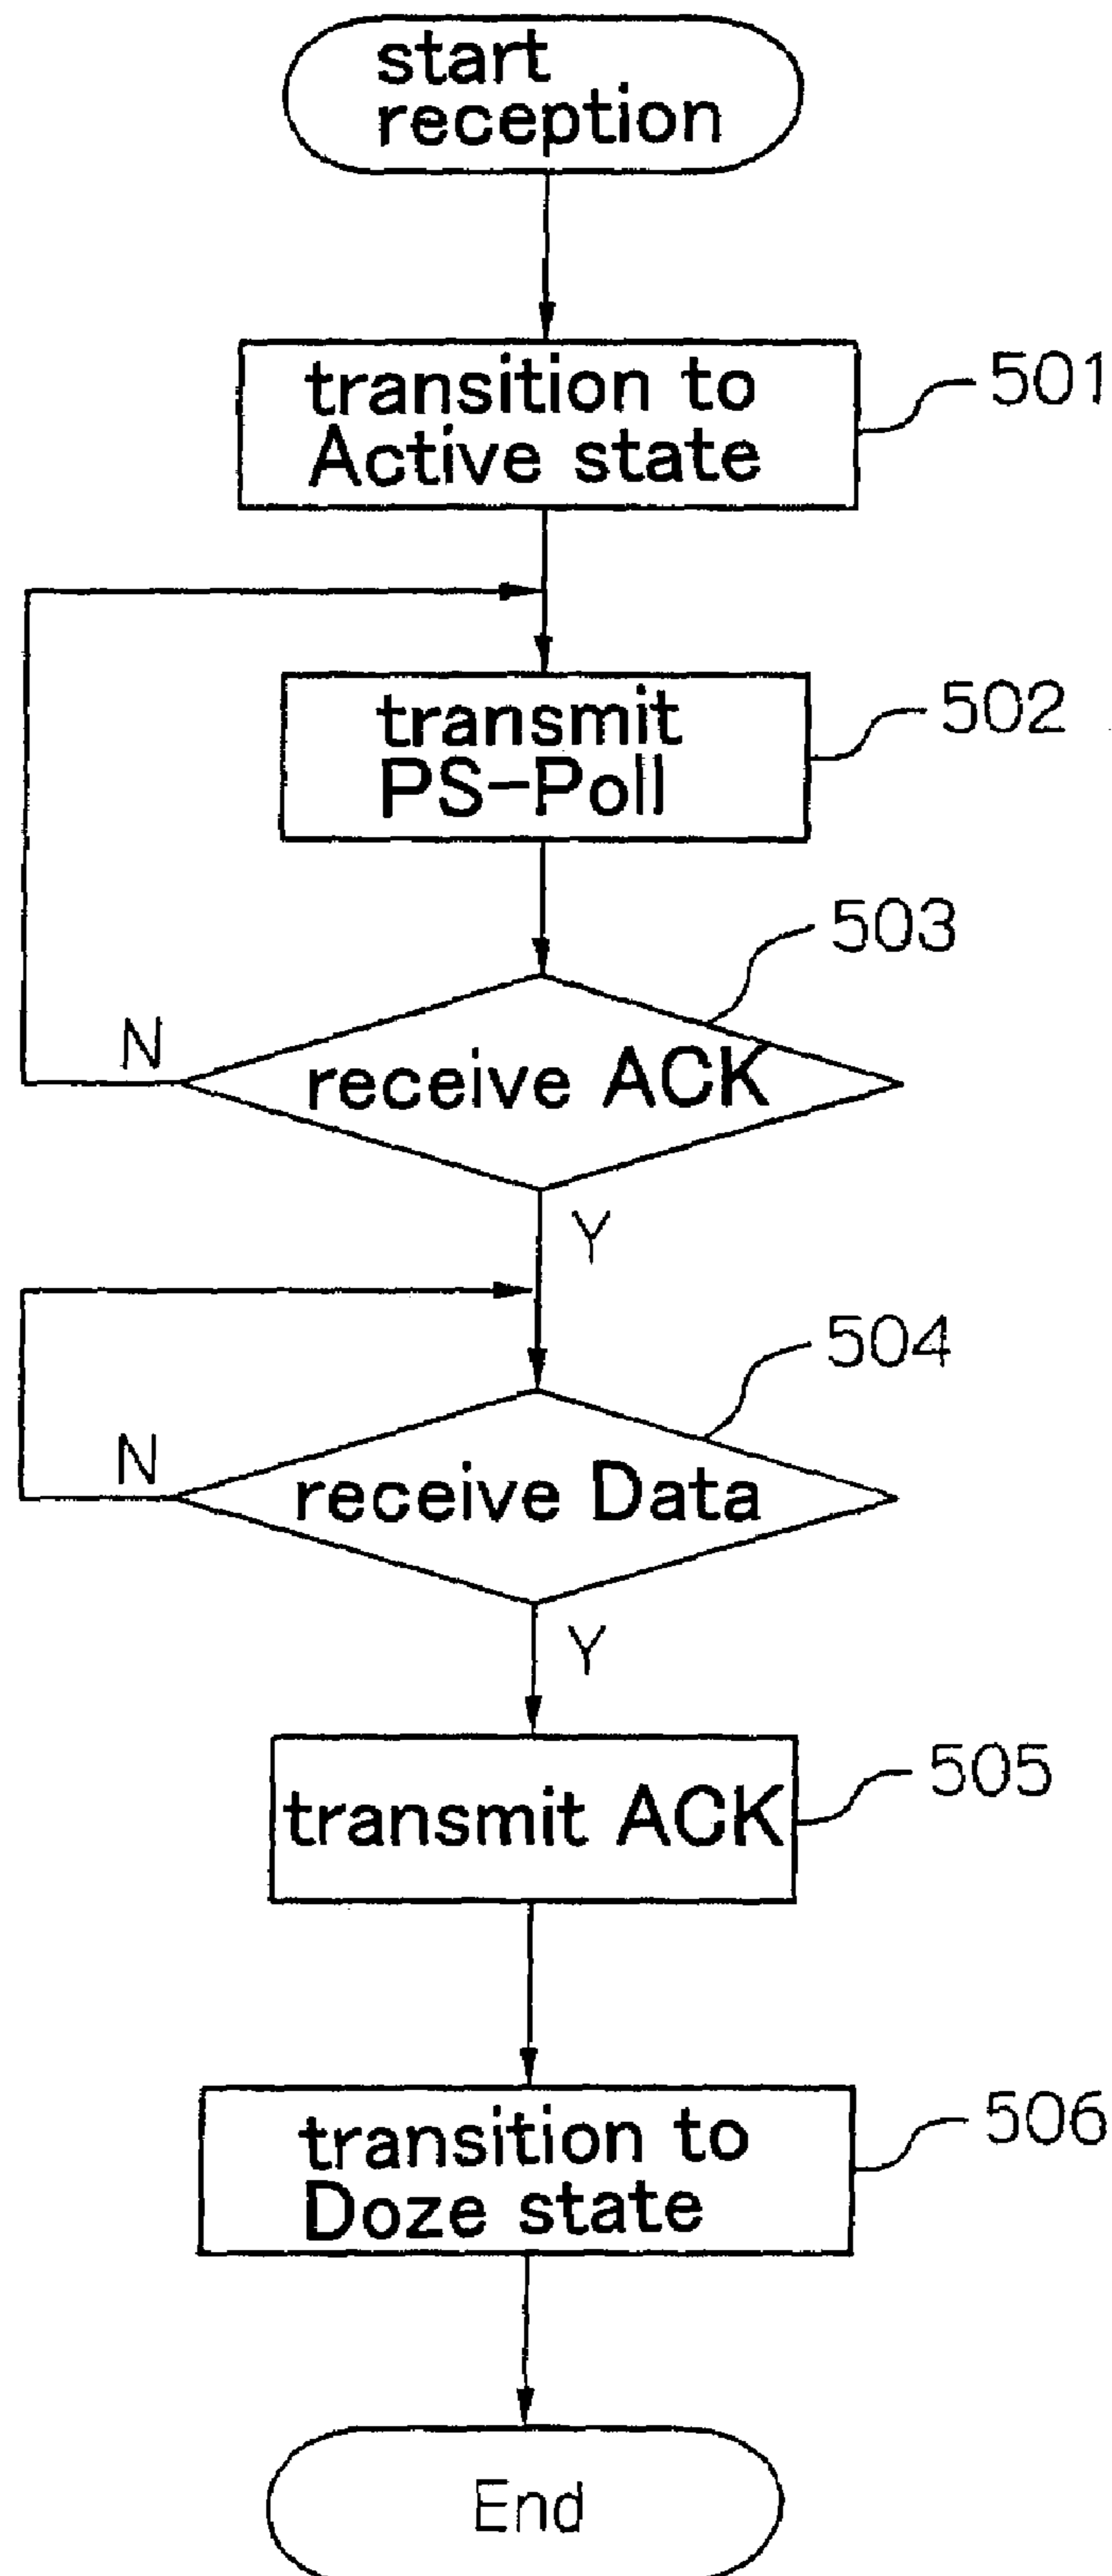 start
reception
transition to
Active state
501
transmit
PS-Poll
502
503
N
receive ACK
Y
504
N
receive Data
Y
transmit ACK
505
transition to
Doze state
506
End